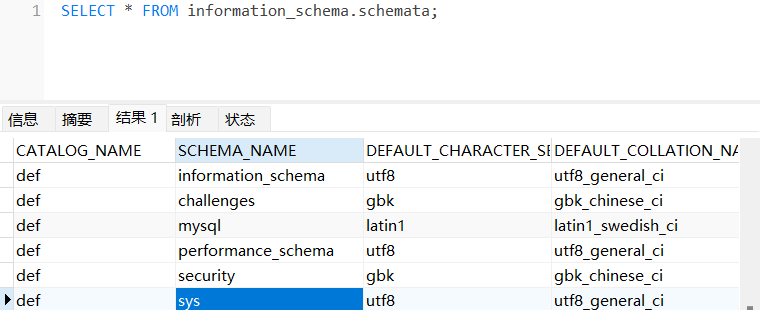 1 SELECT * FROM information_schema.schemata;
信息 摘要 结果 1 剖析 状态
CATALOG_NAME SCHEMA_NAME DEFAULT_CHARACTER_SE DEFAULT_COLLATION_NA
def information_schema utf8 utf8_general_ci
def challenges gbk gbk_chinese_ci
def mysql latin1 latin1_swedish_ci
def performance_schema utf8 utf8_general_ci
def security gbk gbk_chinese_ci
def sys utf8 utf8_general_ci